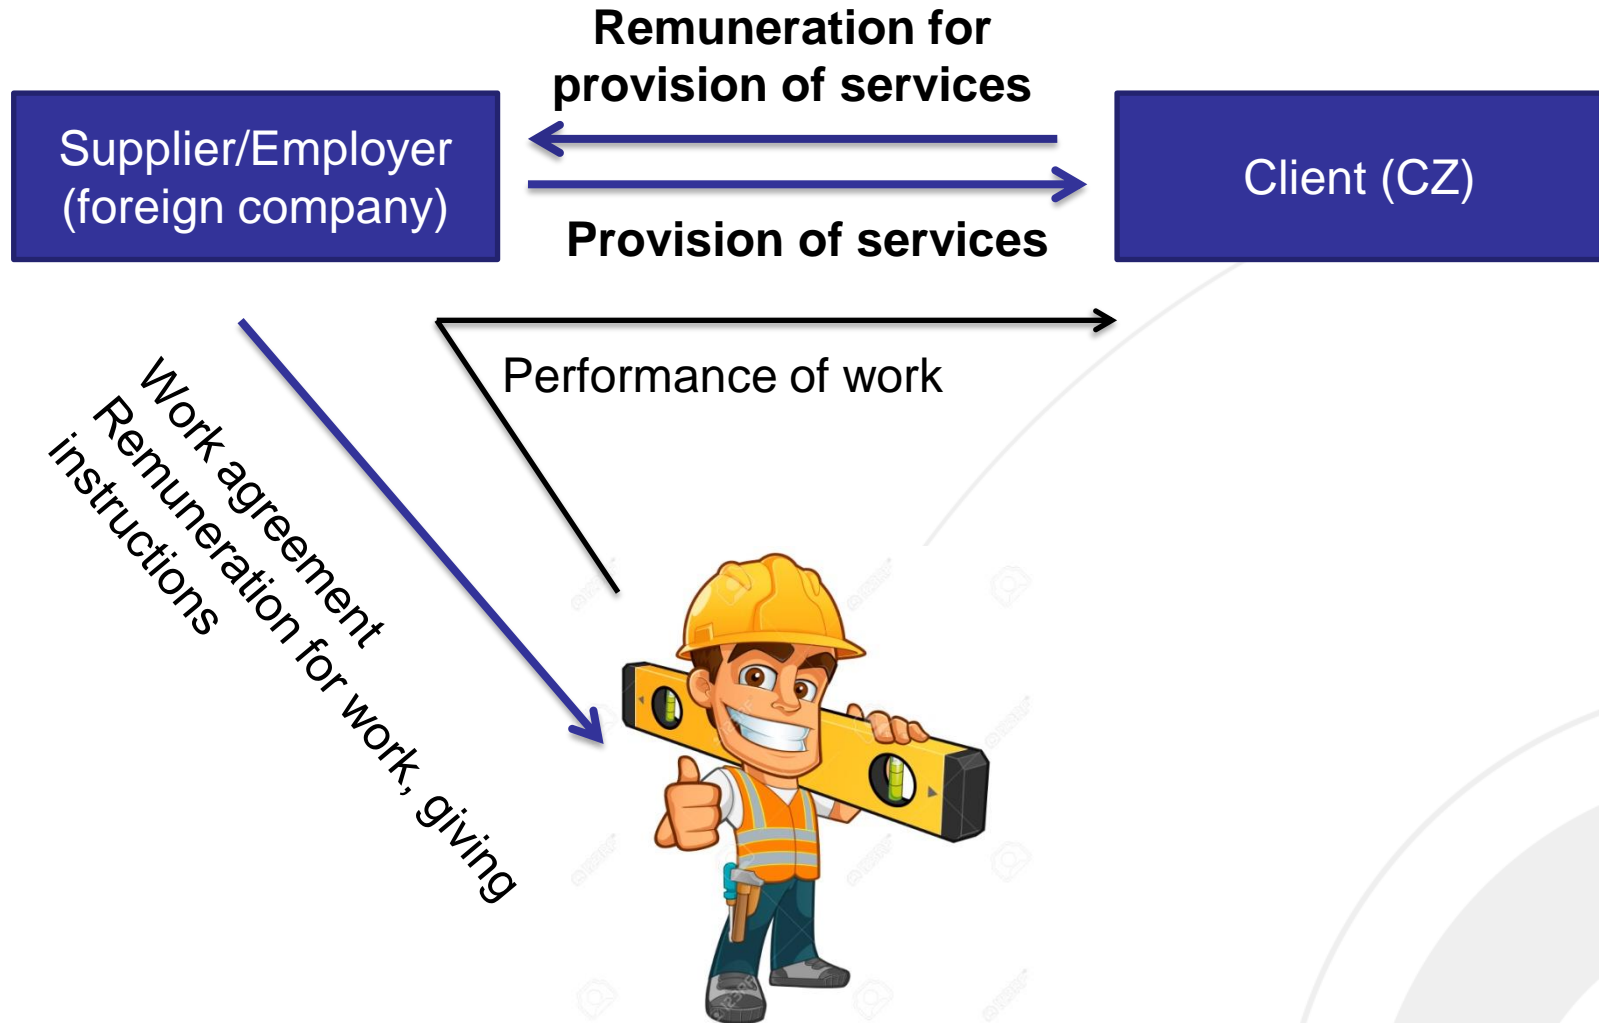 Remuneration for
provision of services
Supplier/Employer
(foreign company)
Client (CZ)
Provision of services
Performance of work
Work agreement
Remuneration for work, giving
instructions
123RF